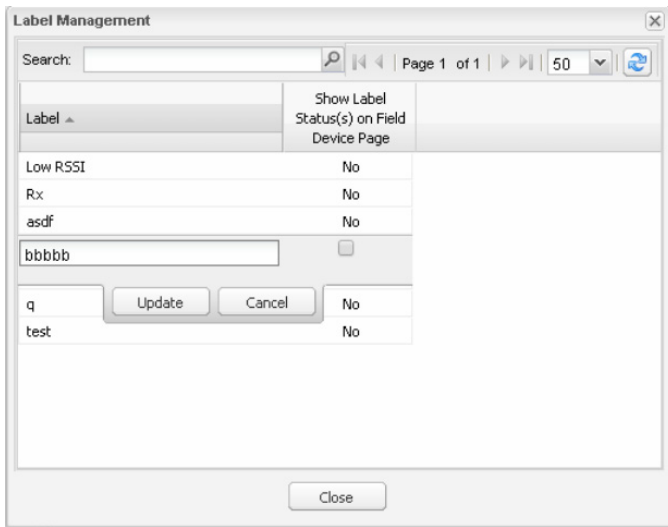 Label Management
Search:
Page 1 of 1
50
Label
Show Label
Status(s) on Field
Device Page
Low RSSI No
Rx No
asdf No
bbbbb
q Update Cancel No
test No
Close